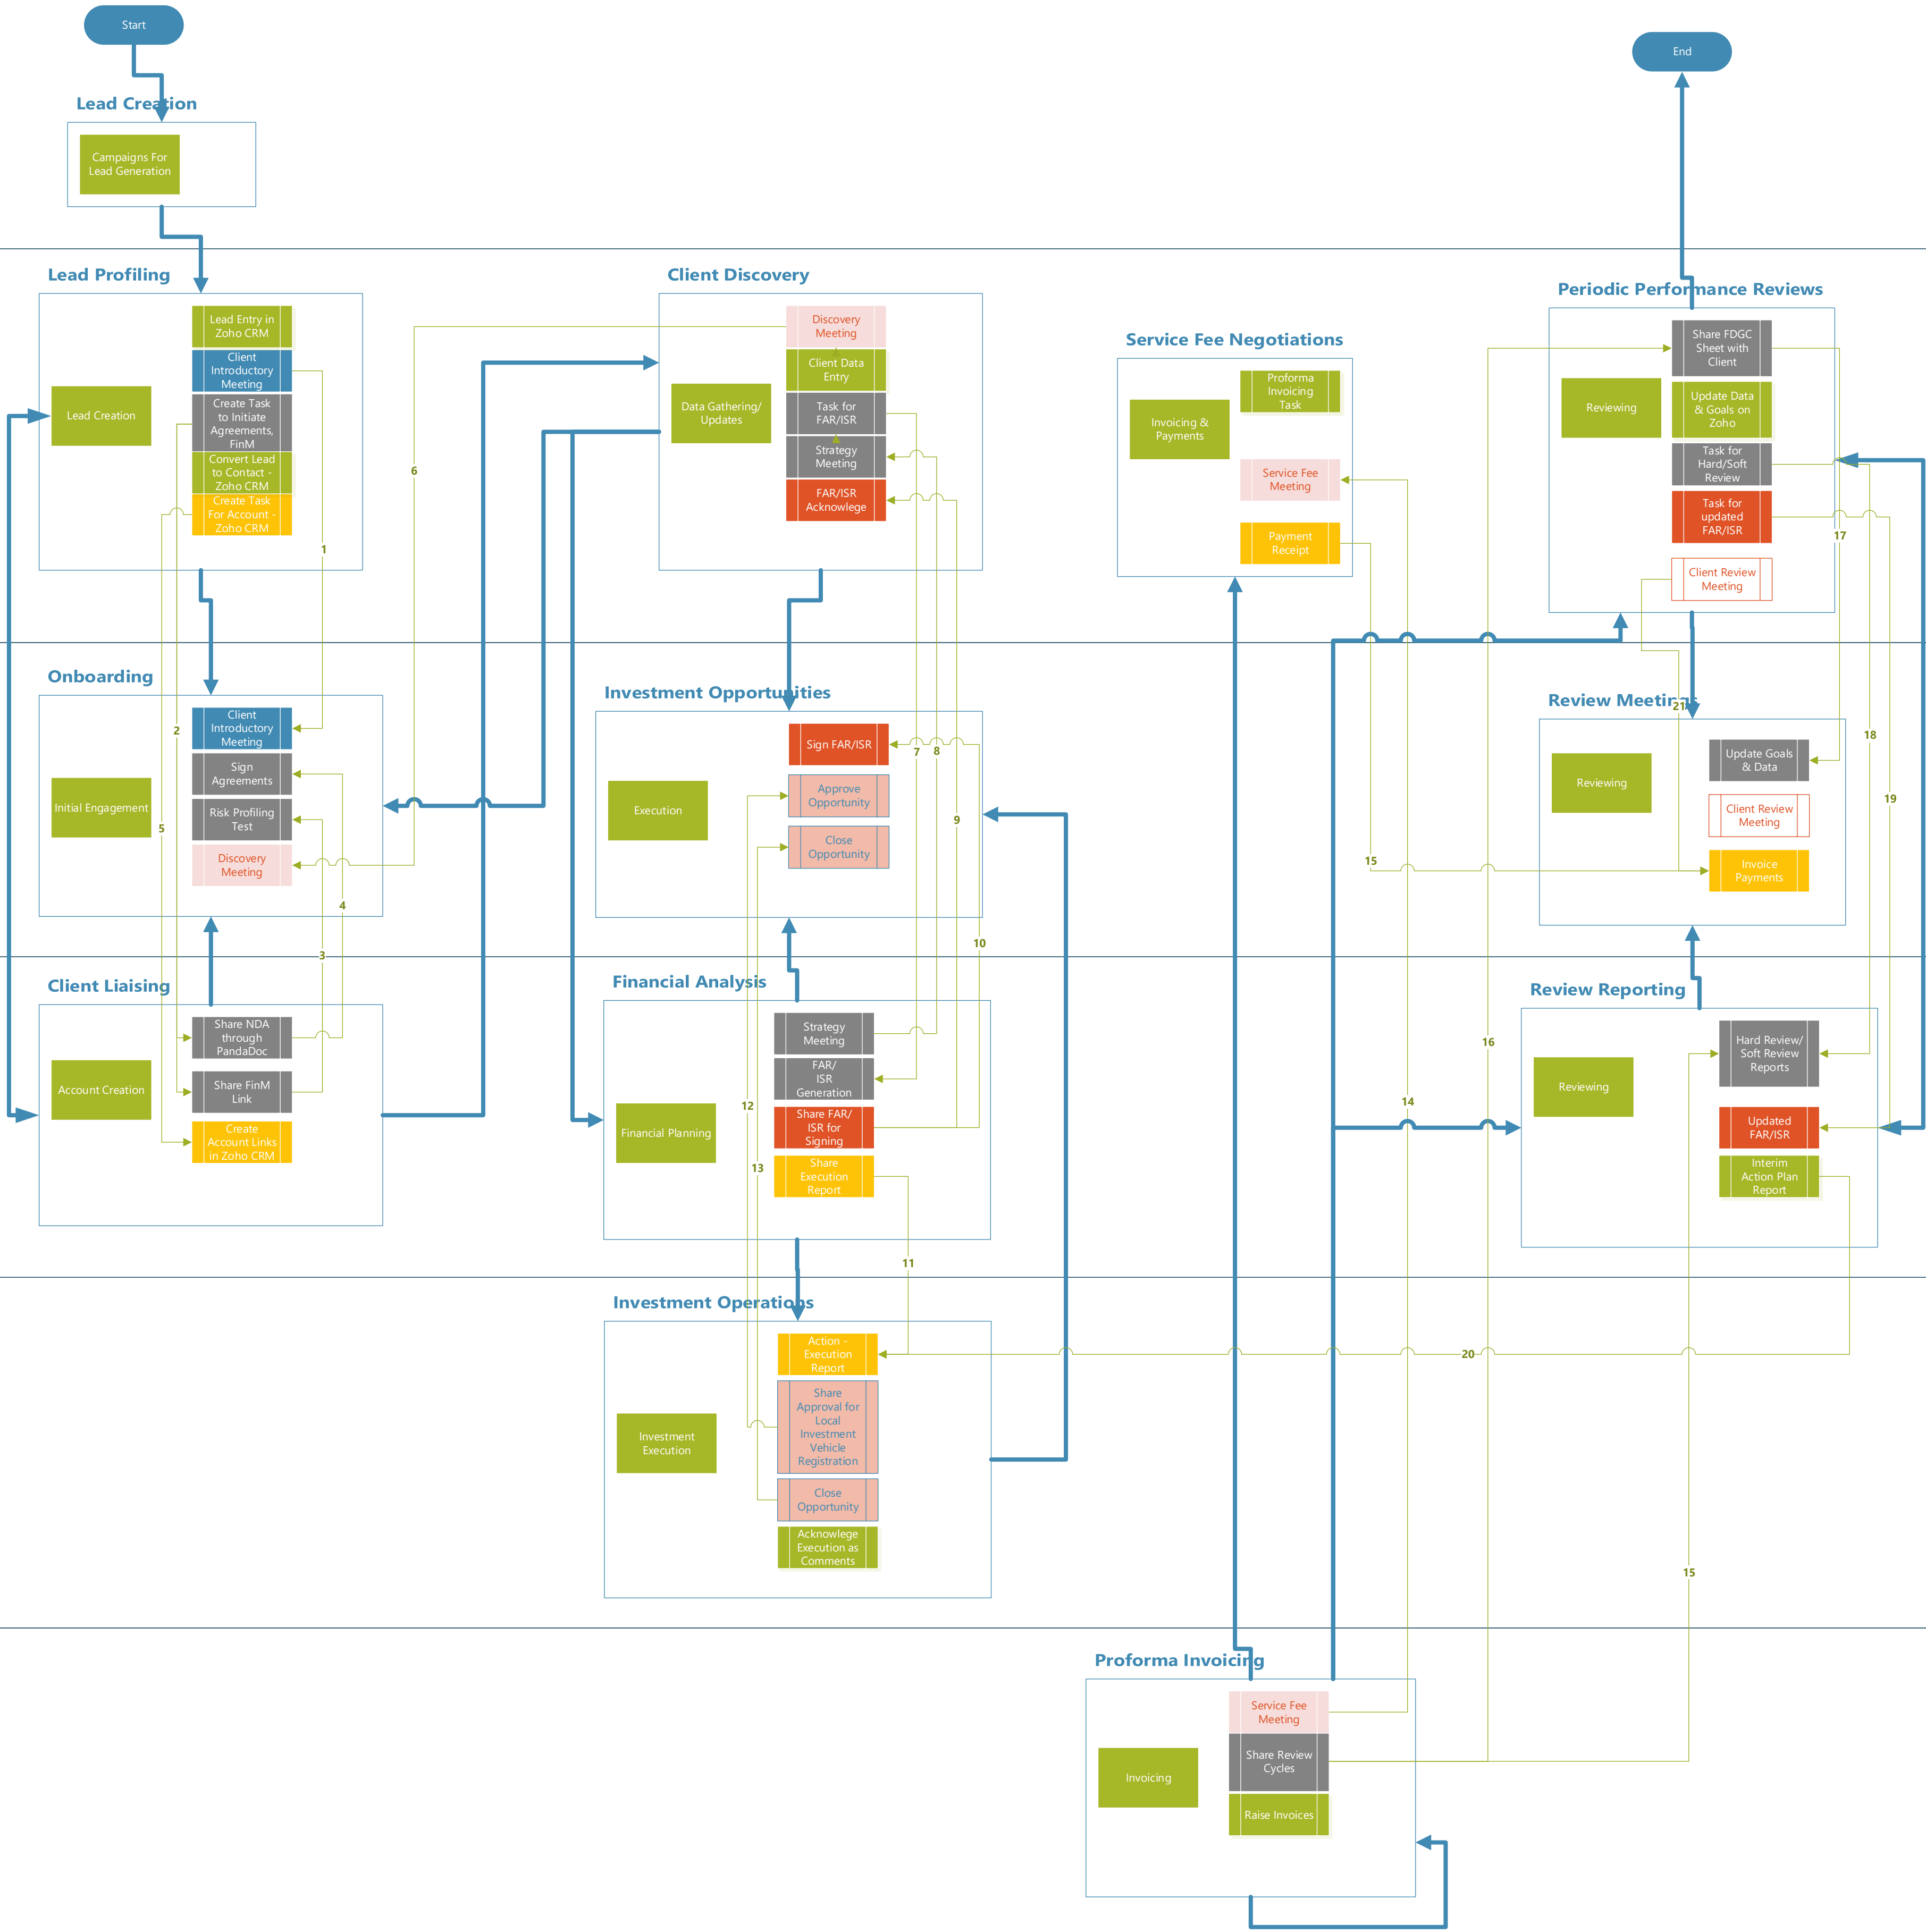 Start
End
Lead Creation
Campaigns For
Lead Generation
Lead Profiling
Lead Creation
Lead Entry in
Zoho CRM
Client
Introductory
Meeting
Create Task
to Initiate
Agreements,
FinM
Convert Lead
to Contact -
Zoho CRM
Create Task
For Account -
Zoho CRM
1
Client Discovery
Data Gathering/
Updates
Discovery
Meeting
Client Data
Entry
Task for
FAR/ISR
Strategy
Meeting
FAR/ISR
Acknowlege
6
Service Fee Negotiations
Invoicing &
Payments
Proforma
Invoicing
Task
Service Fee
Meeting
Payment
Receipt
Periodic Performance Reviews
Reviewing
Share FDGC
Sheet with
Client
Update Data
& Goals on
Zoho
Task for
Hard/Soft
Review
Task for
updated
FAR/ISR
Client Review
Meeting
17
Onboarding
Initial Engagement
Client
Introductory
Meeting
Sign
Agreements
Risk Profiling
Test
Discovery
Meeting
2
5
4
3
Investment Opportunities
Execution
Sign FAR/ISR
Approve
Opportunity
Close
Opportunity
7
8
9
10
15
Review Meetings
21
Reviewing
Update Goals
& Data
Client Review
Meeting
Invoice
Payments
18
19
Client Liaising
Account Creation
Share NDA
through
PandaDoc
Share FinM
Link
Create
Account Links
in Zoho CRM
Financial Analysis
Financial Planning
Strategy
Meeting
FAR/
ISR
Generation
Share FAR/
ISR for
Signing
Share
Execution
Report
12
13
11
14
16
Review Reporting
Reviewing
Hard Review/
Soft Review
Reports
Updated
FAR/ISR
Interim
Action Plan
Report
Investment Operations
Investment
Execution
Action -
Execution
Report
Share
Approval for
Local
Investment
Vehicle
Registration
Close
Opportunity
Acknowlege
Execution as
Comments
20
15
Proforma Invoicing
Invoicing
Service Fee
Meeting
Share Review
Cycles
Raise Invoices